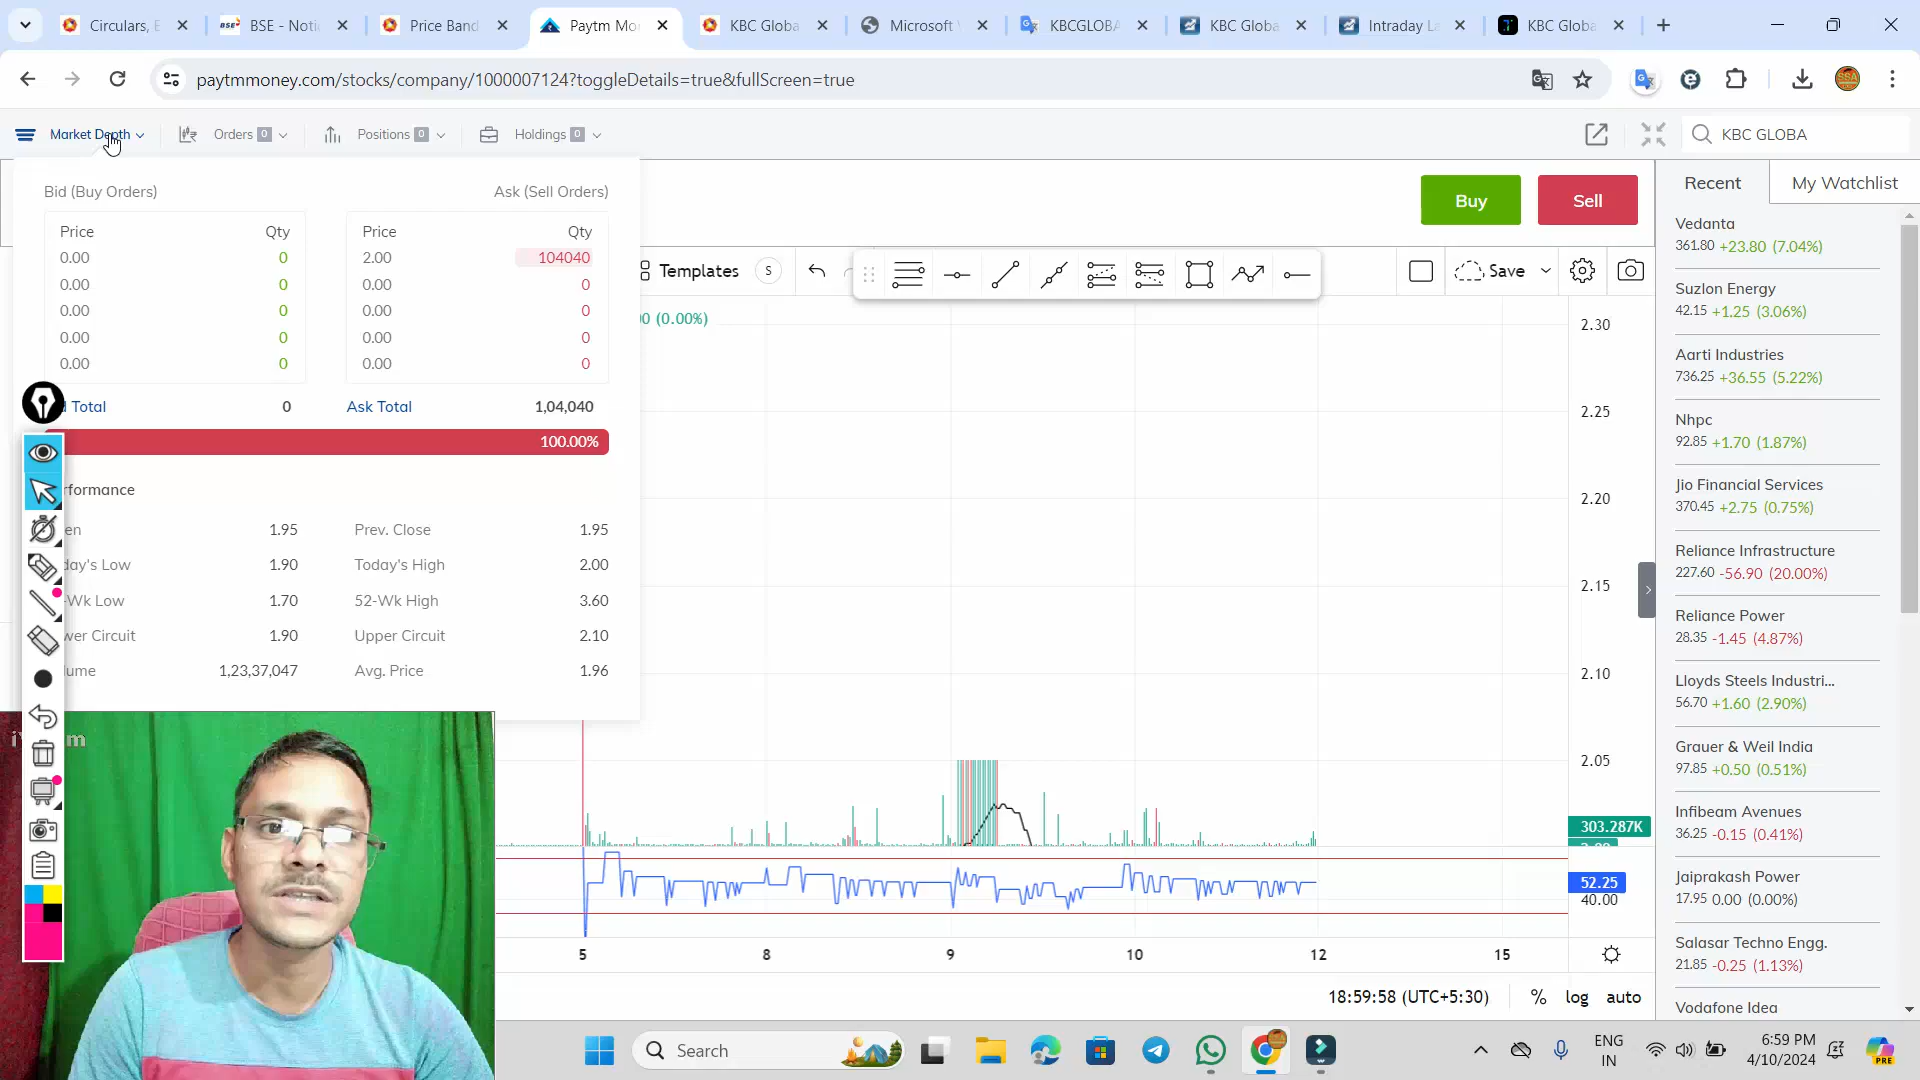 Circulars, E
BSE - Noti
Price Band
Paytm Mo
KBC Globa
Microsoft
KBCGLOBA
KBC Globa
Intraday La
KBC Globa
paytmmoney.com/stocks/company/1000007124?toggleDetails=true&fullScreen=true
Market Depth
Orders 0
Positions 0
Holdings 0
KBC GLOBA
Bid (Buy Orders)
Ask (Sell Orders)
Price Qty Price Qty
0.00 0 2.00 104040
0.00 0 0.00 0
0.00 0 0.00 0
0.00 0 0.00 0
0.00 0 0.00 0
Total 0 Ask Total 1,04,040
100.00%
rformance
en 1.95 Prev. Close 1.95
day's Low 1.90 Today's High 2.00
-Wk Low 1.70 52-Wk High 3.60
wer Circuit 1.90 Upper Circuit 2.10
lume 1,23,37,047 Avg. Price 1.96
Buy
Sell
Templates S
Save
00 (0.00%)
2.30
2.25
2.20
2.15
2.10
2.05
303.287K
52.25
40.00
5 8 9 10 12 15
18:59:58 (UTC+5:30) % log auto
Recent
My Watchlist
Vedanta
361.80 +23.80 (7.04%)
Suzlon Energy
42.15 +1.25 (3.06%)
Aarti Industries
736.25 +36.55 (5.22%)
Nhpc
92.85 +1.70 (1.87%)
Jio Financial Services
370.45 +2.75 (0.75%)
Reliance Infrastructure
227.60 -56.90 (20.00%)
Reliance Power
28.35 -1.45 (4.87%)
Lloyds Steels Industri...
56.70 +1.60 (2.90%)
Grauer & Weil India
97.85 +0.50 (0.51%)
Infibeam Avenues
36.25 -0.15 (0.41%)
Jaiprakash Power
17.95 0.00 (0.00%)
Salasar Techno Engg.
21.85 -0.25 (1.13%)
Vodafone Idea
Search
ENG
IN
6:59 PM
4/10/2024
PRE